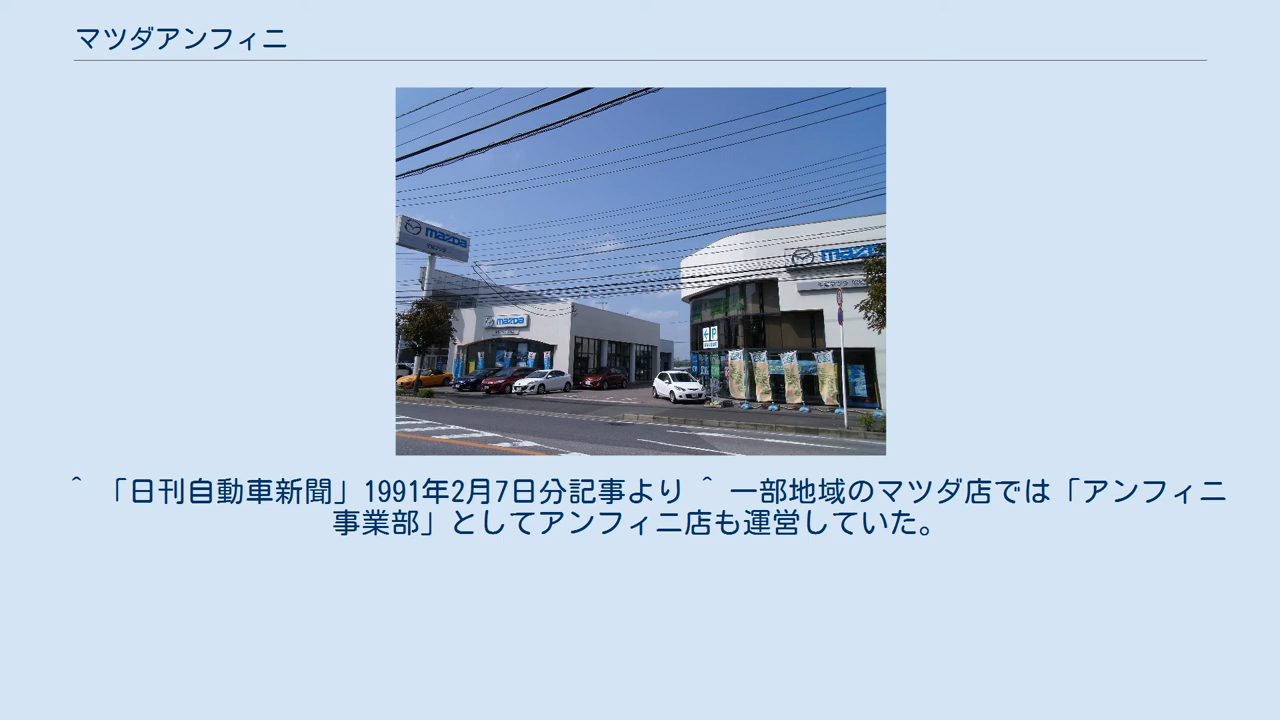 マツダアンフィニ
mazda
mazda
mazda
P
^ 「日刊自動車新聞」1991年2月7日分記事より ^ 一部地域のマツダ店では「アンフィニ
事業部」としてアンフィニ店も運営していた。